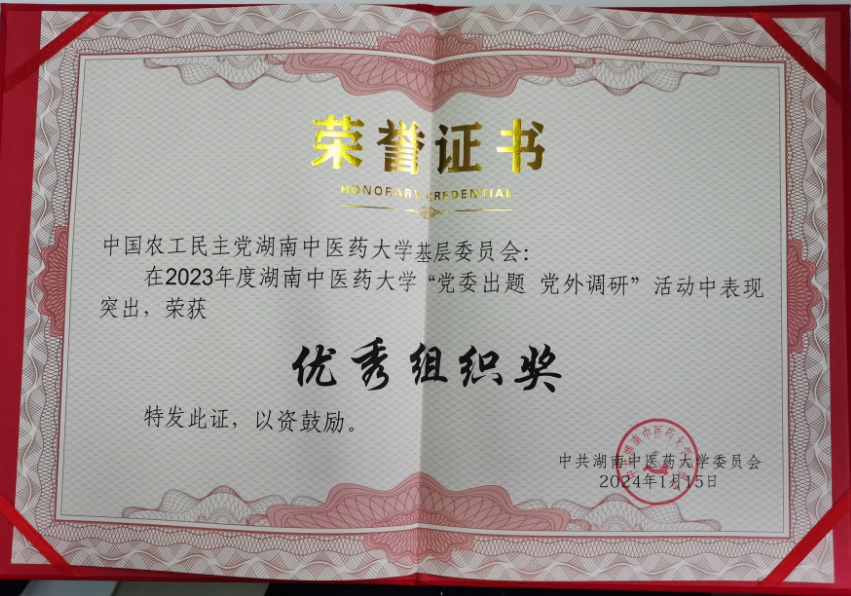 荣誉证书
HONORARY CREDENTIAL
中国农工民主党湖南中医药大学基层委员会：
在2023年度湖南中医药大学“党委出题 党外调研”活动中表现
突出，荣获
优秀组织奖
特发此证，以资鼓励。
中共湖南中医药大学委员会
2024年1月15日